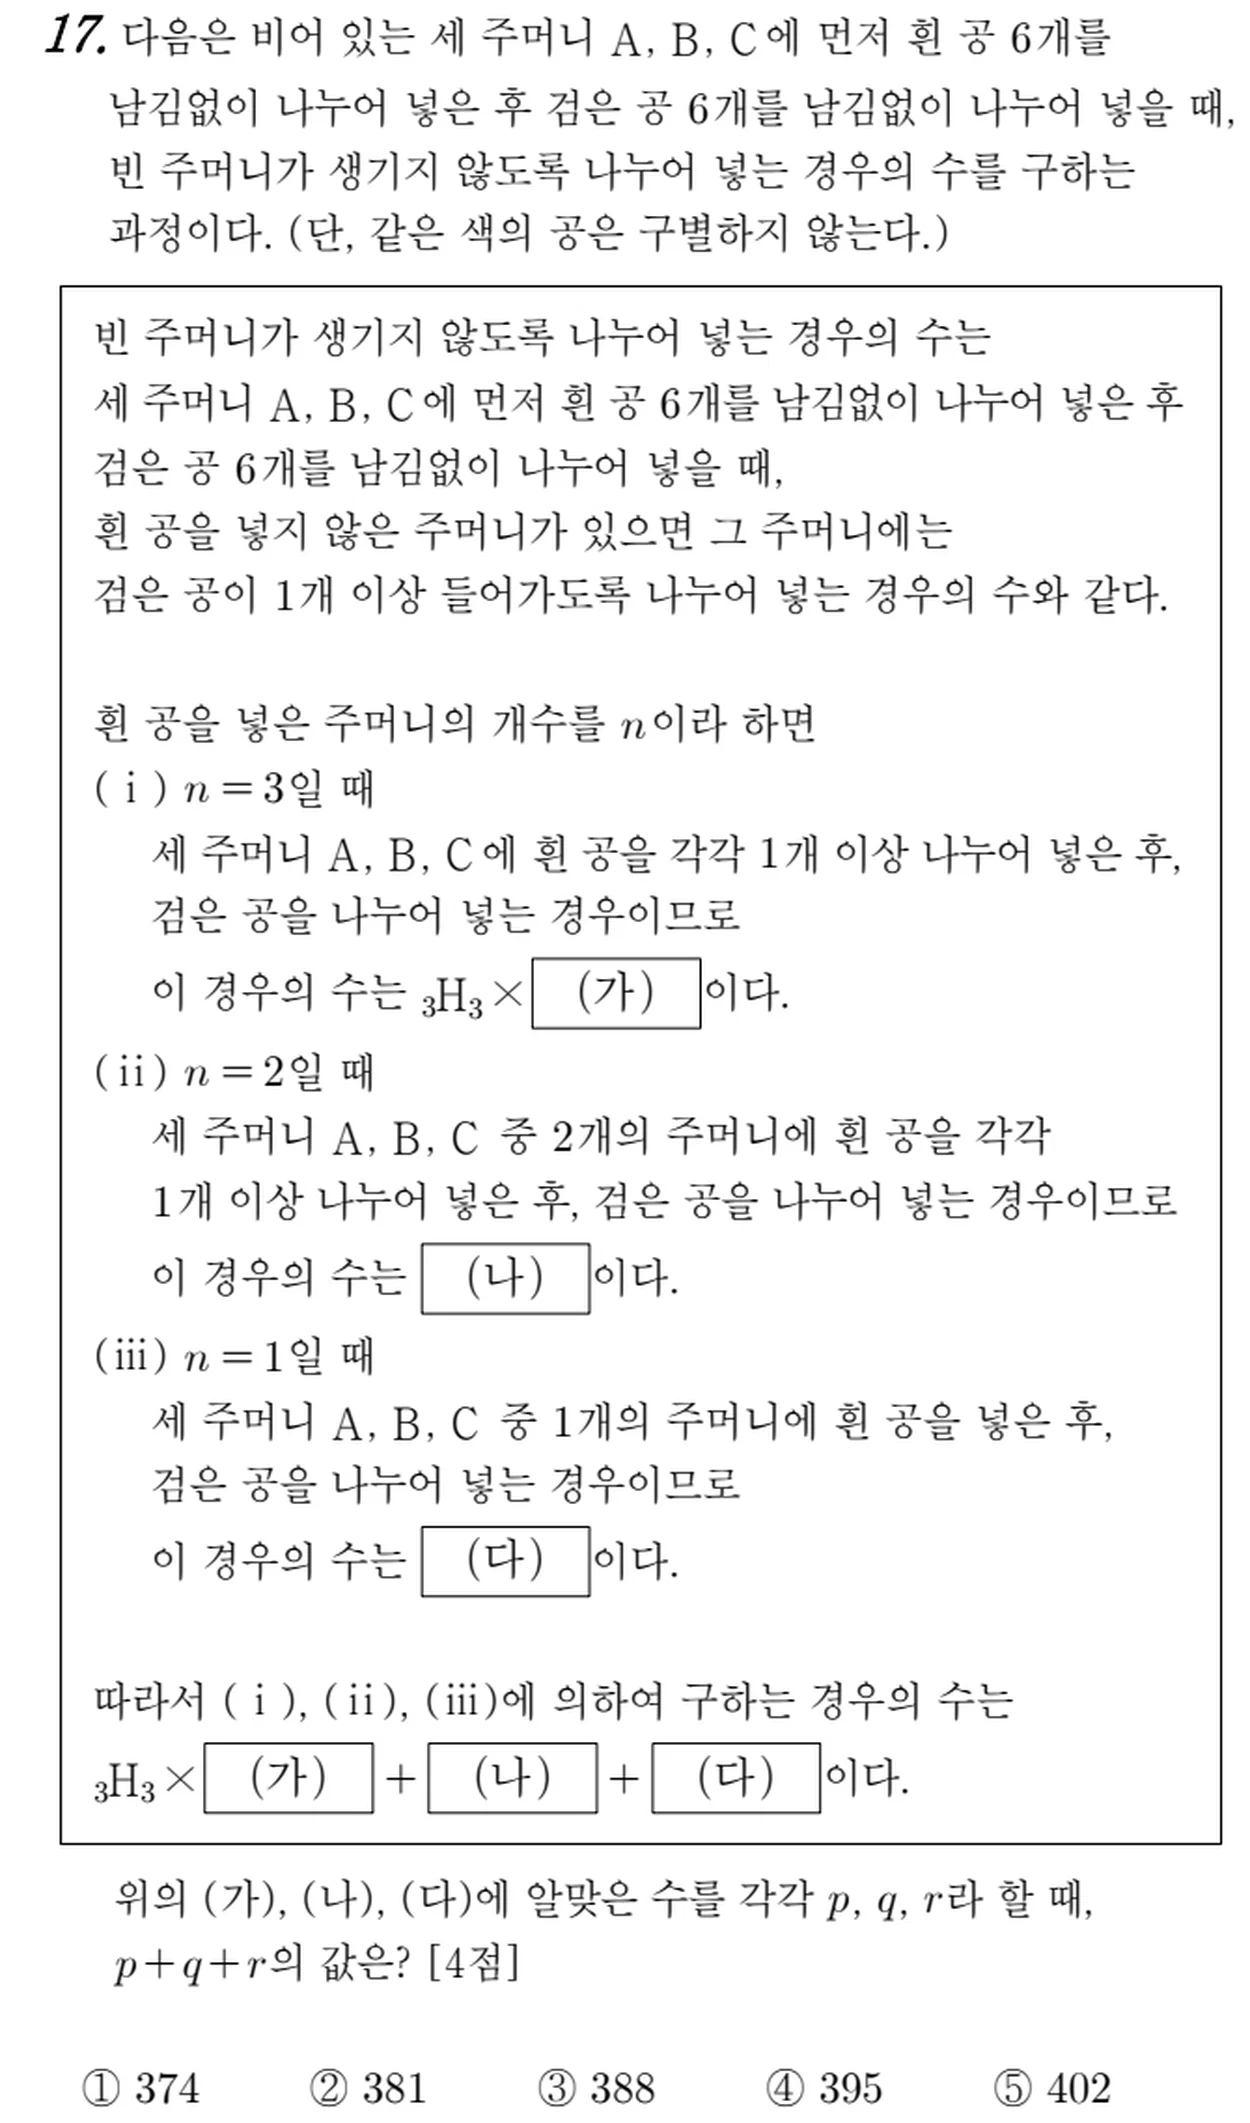 17. 다음은 비어 있는 세 주머니 A, B, C에 먼저 흰 공 6개를
남김없이 나누어 넣은 후 검은 공 6개를 남김없이 나누어 넣을 때,
빈 주머니가 생기지 않도록 나누어 넣는 경우의 수를 구하는
과정이다. (단, 같은 색의 공은 구별하지 않는다.)
빈 주머니가 생기지 않도록 나누어 넣는 경우의 수는
세 주머니 A, B, C에 먼저 흰 공 6개를 남김없이 나누어 넣은 후
검은 공 6개를 남김없이 나누어 넣을 때,
흰 공을 넣지 않은 주머니가 있으면 그 주머니에는
검은 공이 1개 이상 들어가도록 나누어 넣는 경우의 수와 같다.
흰 공을 넣은 주머니의 개수를 n이라 하면
(ⅰ) n=3일 때
세 주머니 A, B, C에 흰 공을 각각 1개 이상 나누어 넣은 후,
검은 공을 나누어 넣는 경우이므로
이 경우의 수는 ₃H₃× (가) 이다.
(ⅱ) n=2일 때
세 주머니 A, B, C 중 2개의 주머니에 흰 공을 각각
1개 이상 나누어 넣은 후, 검은 공을 나누어 넣는 경우이므로
이 경우의 수는 (나) 이다.
(ⅲ) n=1일 때
세 주머니 A, B, C 중 1개의 주머니에 흰 공을 넣은 후,
검은 공을 나누어 넣는 경우이므로
이 경우의 수는 (다) 이다.
따라서 (ⅰ), (ⅱ), (ⅲ)에 의하여 구하는 경우의 수는
₃H₃× (가) + (나) + (다) 이다.
위의 (가), (나), (다)에 알맞은 수를 각각 p, q, r라 할 때,
p+q+r의 값은? [4점]
① 374 ② 381 ③ 388 ④ 395 ⑤ 402